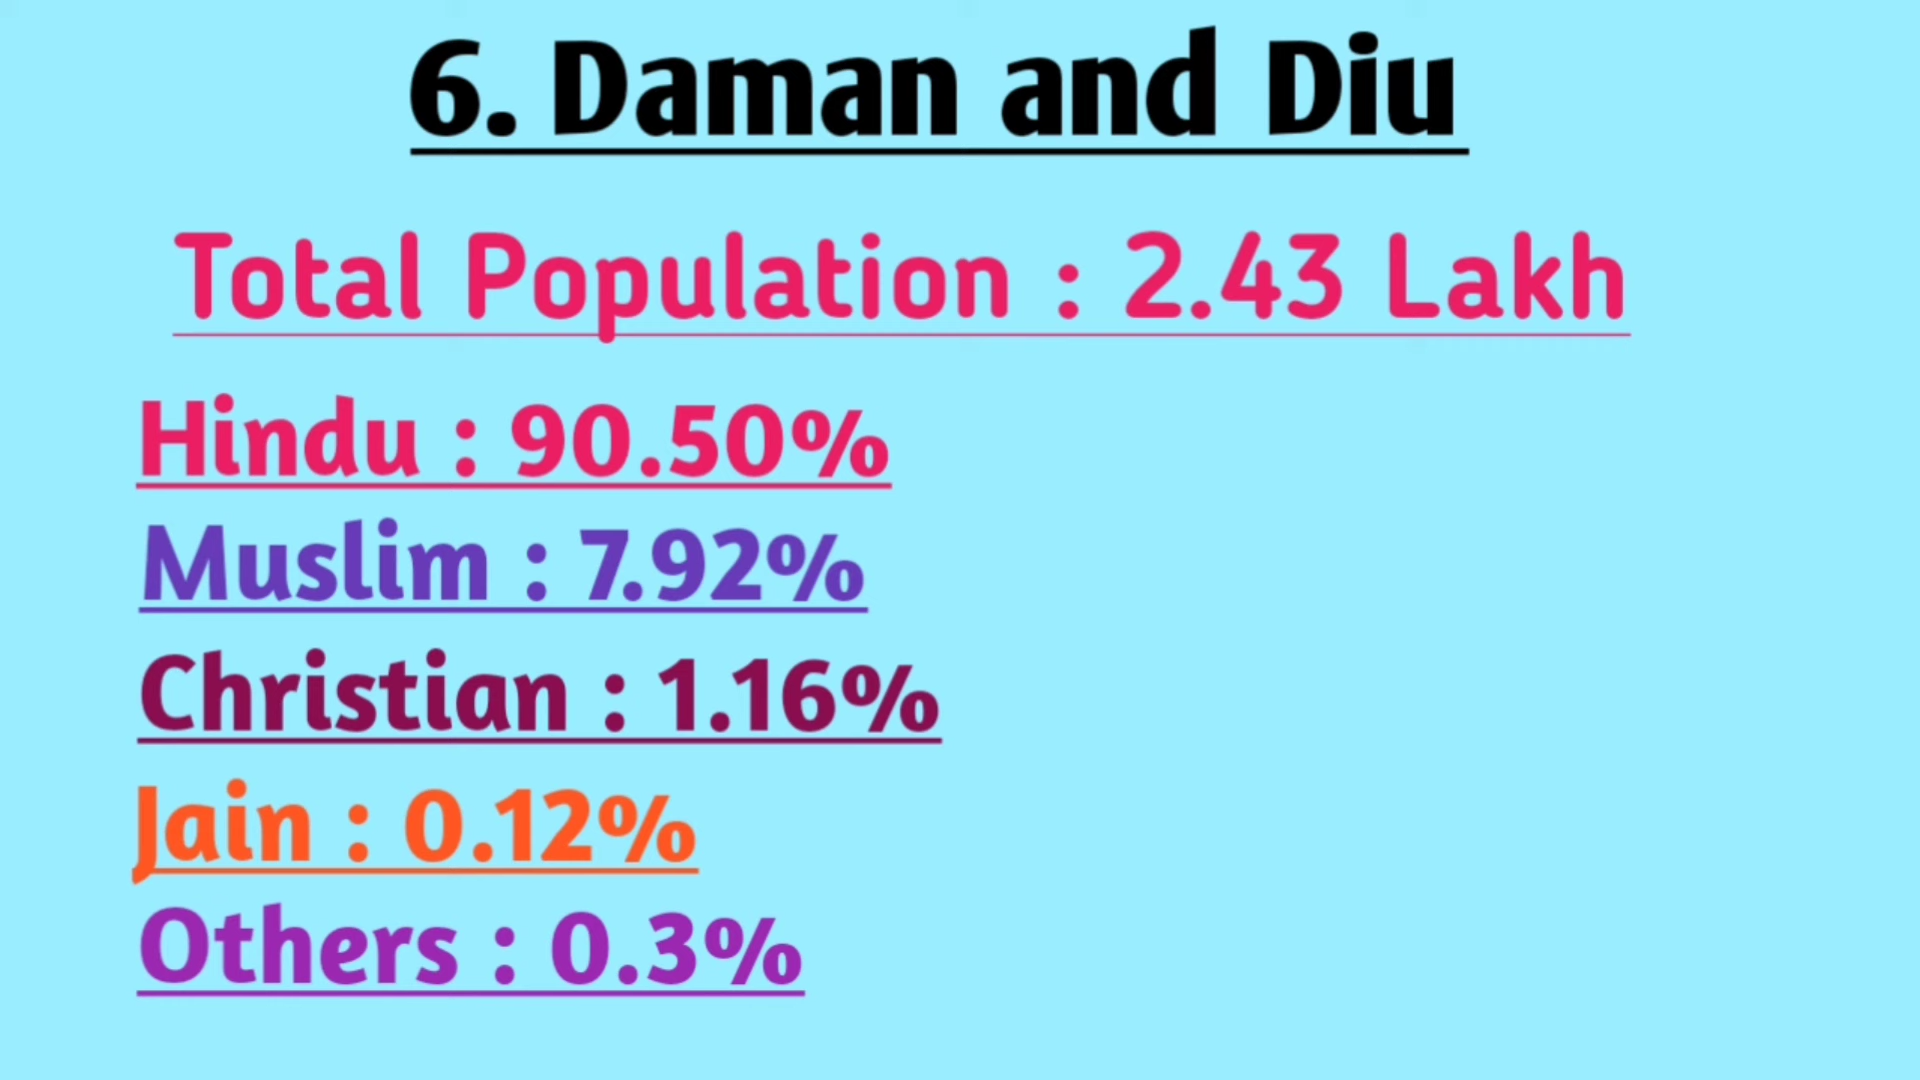 6. Daman and Diu
Total Population : 2.43 Lakh
Hindu : 90.50%
Muslim : 7.92%
Christian : 1.16%
Jain : 0.12%
Others : 0.3%